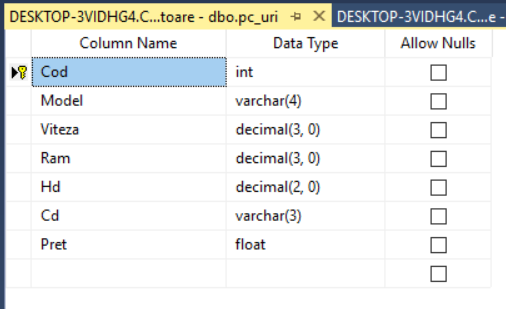 DESKTOP-3VIDHG4.C...toare - dbo.pc_uri DESKTOP-3VIDHG4.C...e -
Column Name Data Type Allow Nulls
Cod int
Model varchar(4)
Viteza decimal(3, 0)
Ram decimal(3, 0)
Hd decimal(2, 0)
Cd varchar(3)
Pret float